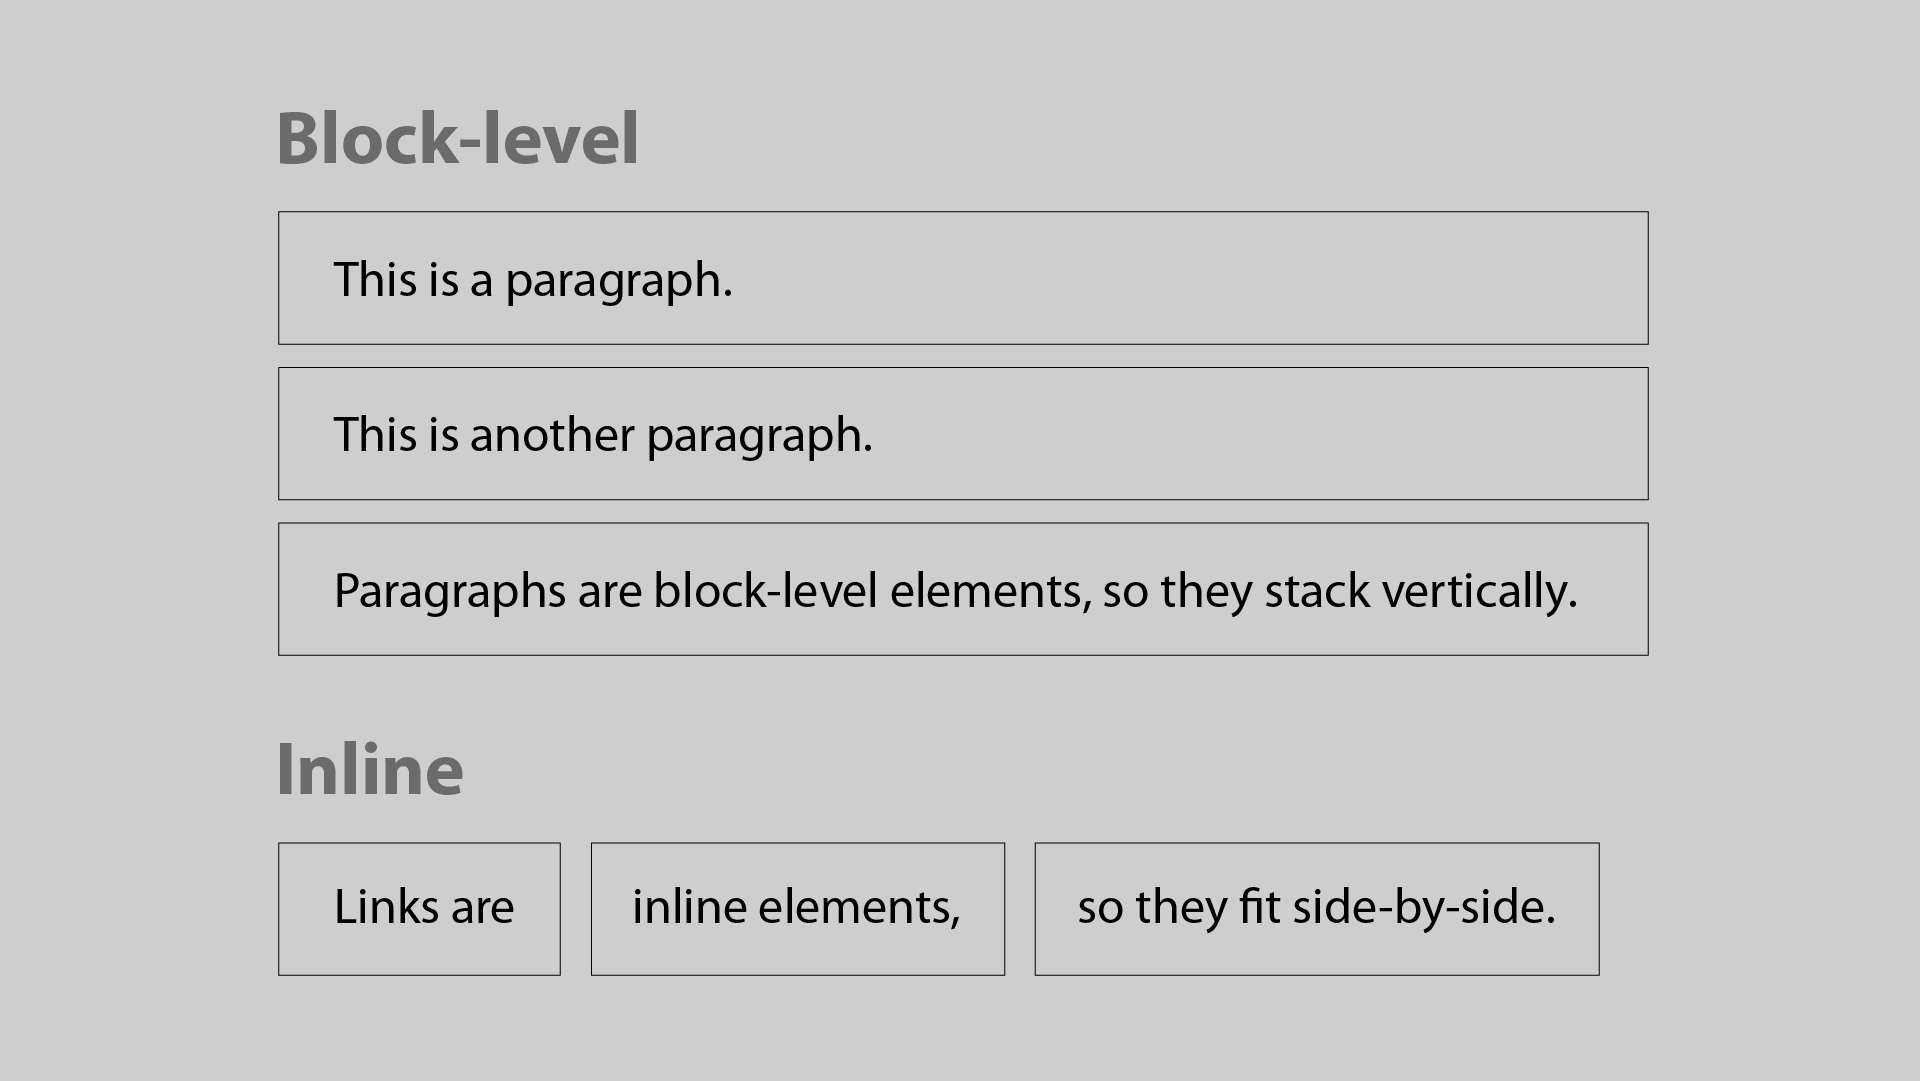 Block-level
This is a paragraph.
This is another paragraph.
Paragraphs are block-level elements, so they stack vertically.
Inline
Links are
inline elements,
so they fit side-by-side.